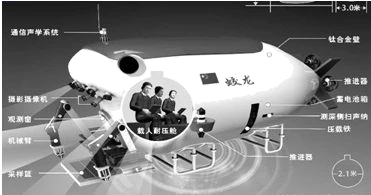 通信声学系统
3.0米
钛合金壁
蛟龙
推进器
摄影摄像机
蓄电池箱
观测窗
测深侧扫声纳
载人耐压舱
机械臂
压载铁
推进器
采样篮
2.1米